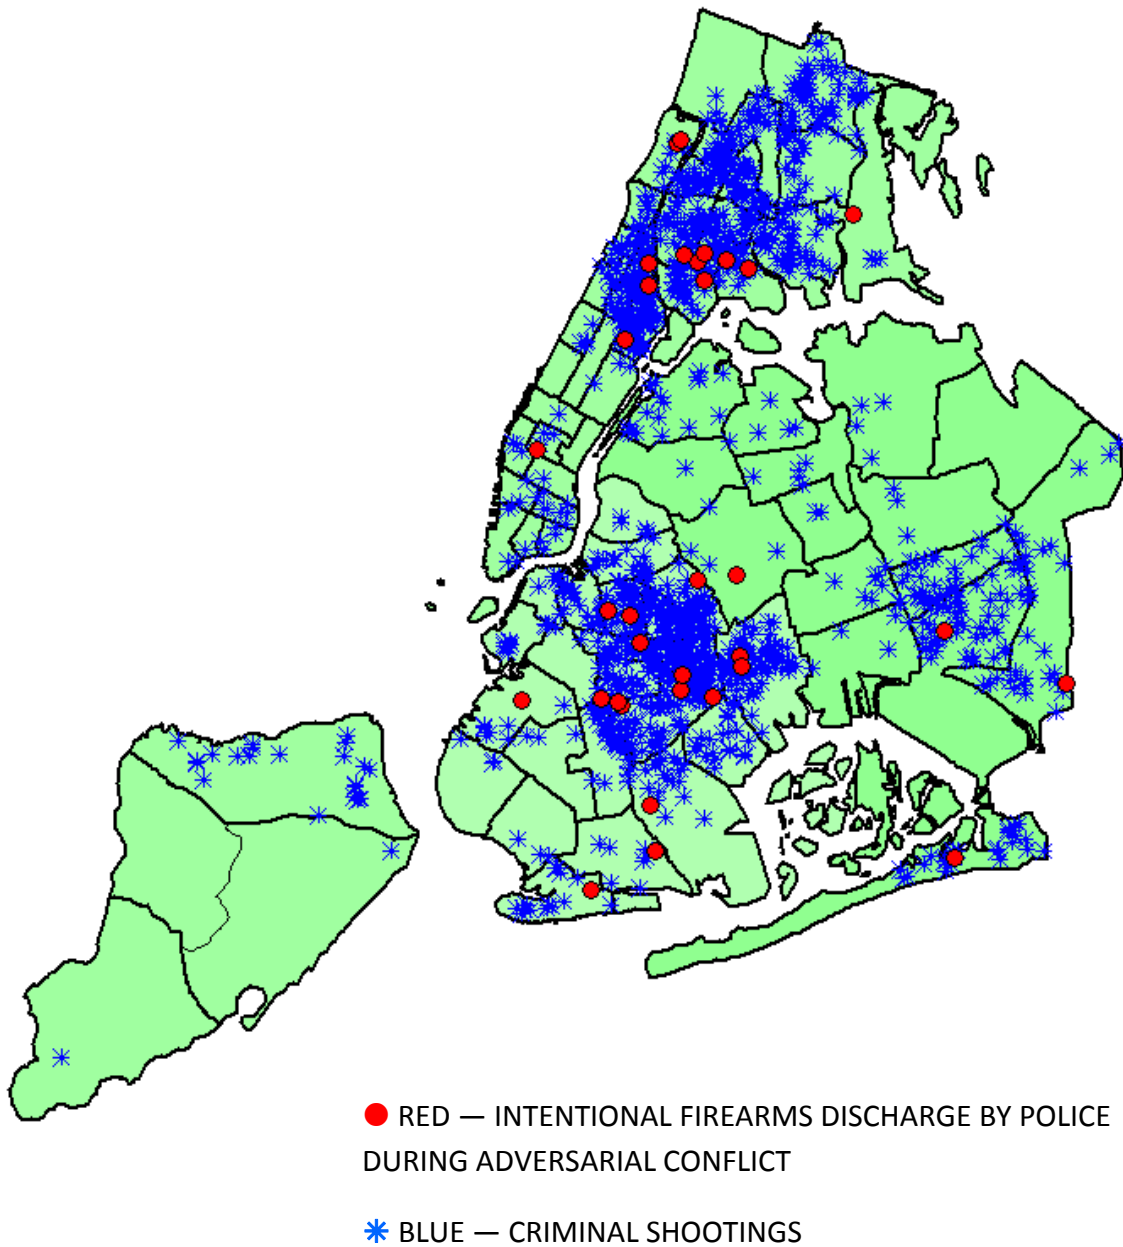 RED — INTENTIONAL FIREARMS DISCHARGE BY POLICE
DURING ADVERSARIAL CONFLICT
BLUE — CRIMINAL SHOOTINGS